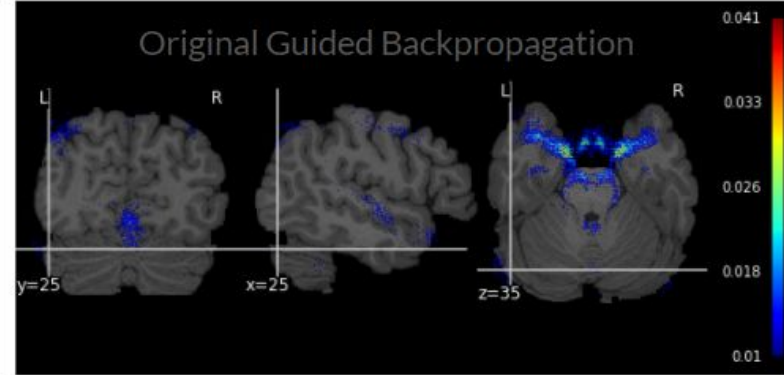 Original Guided Backpropagation
L
R
y=25
x=25
L
R
z=35
0.041
0.033
0.026
0.018
0.01